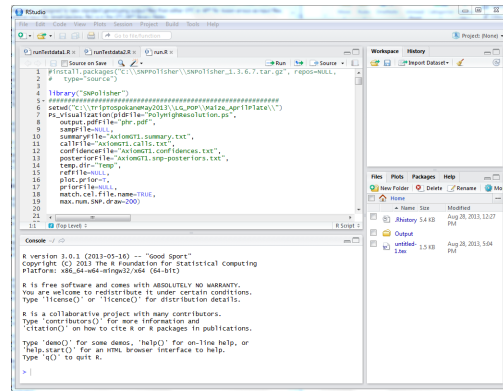 RStudio
File Edit Code View Plots Session Project Build Tools Help
Go to file/function
Project: (None)
runTestdata1.R × runTestdata2.R × run.R ×
Source on Save Run Source
1 #install.packages("C:\\SNPPolisher\\SNPolisher_1.3.6.7.tar.gz", repos=NULL,
2 # type="source")
3
4 library("SNPolisher")
5 ############################################################
6 setwd("C:\\TripToSpokaneMay2013\\LG_POP\\Maize_AprilPlate\\")
7 Ps_Visualization(pidFile="PolyHighResolution.ps",
8 output.pdfFile="phr.pdf",
9 sampFile=NULL,
10 summaryFile="AxiomGT1.summary.txt",
11 callFile="AxiomGT1.calls.txt",
12 confidenceFile="AxiomGT1.confidences.txt",
13 posteriorFile="AxiomGT1.snp-posteriors.txt",
14 temp.dir="Temp",
15 refFile=NULL,
16 plot.prior=T,
17 priorFile=NULL,
18 match.cel.file.name=TRUE,
19 max.num.SNP.draw=200)
20
21
1:1 (Top Level) R Script
Console ~/
R version 3.0.1 (2013-05-16) -- "Good Sport"
Copyright (C) 2013 The R Foundation for Statistical Computing
Platform: x86_64-w64-mingw32/x64 (64-bit)
R is free software and comes with ABSOLUTELY NO WARRANTY.
You are welcome to redistribute it under certain conditions.
Type 'license()' or 'licence()' for distribution details.
R is a collaborative project with many contributors.
Type 'contributors()' for more information and
'citation()' on how to cite R or R packages in publications.
Type 'demo()' for some demos, 'help()' for on-line help, or
'help.start()' for an HTML browser interface to help.
Type 'q()' to quit R.
>
Workspace History
Import Dataset
Files Plots Packages Help
New Folder Delete Rename Mo
Home
Name Size Modified
.Rhistory 5.4 KB Aug 28, 2013, 12:27 PM
Output
untitled-1.tex 1.5 KB Aug 28, 2013, 5:04 PM